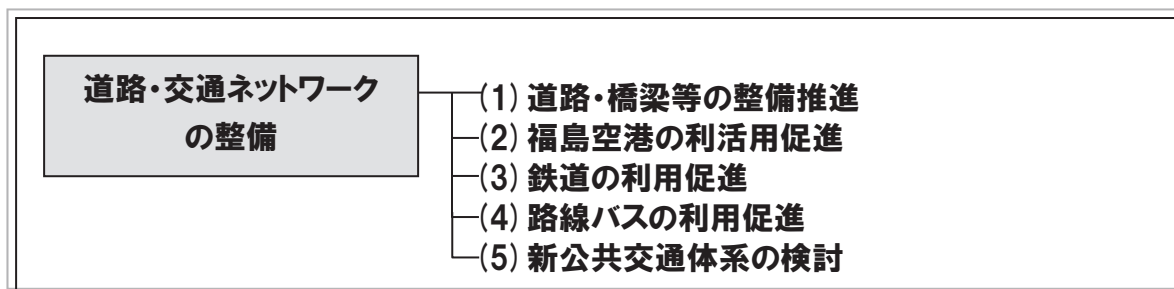 道路・交通ネットワーク
の整備
(1) 道路・橋梁等の整備推進
(2) 福島空港の利活用促進
(3) 鉄道の利用促進
(4) 路線バスの利用促進
(5) 新公共交通体系の検討